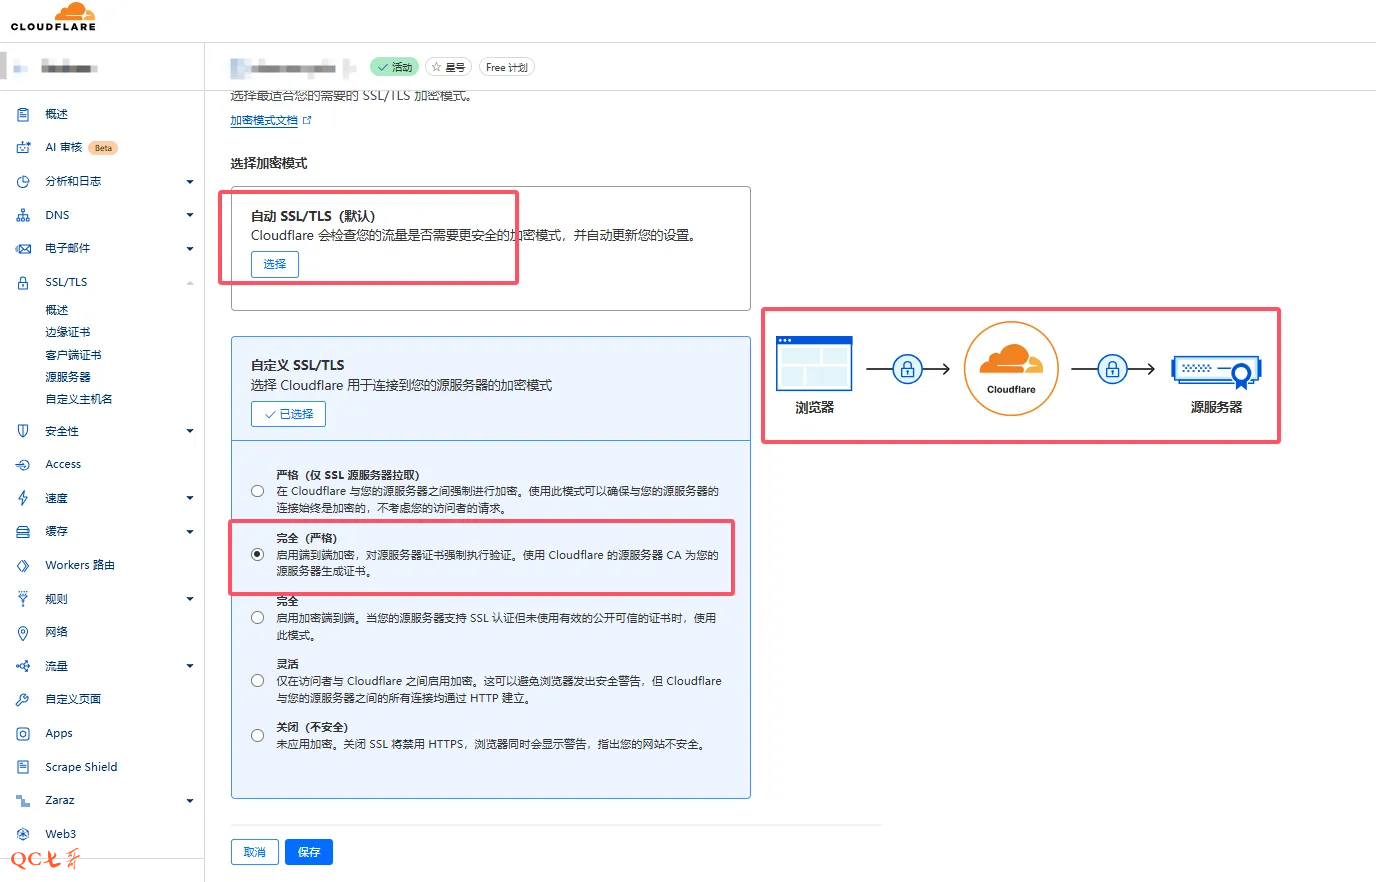 CLOUDFLARE
活动
星号
Free 计划
选择最适合您的需要的 SSL/TLS 加密模式。
加密模式文档
概述
AI 审核 Beta
分析和日志
DNS
电子邮件
SSL/TLS
概述
边缘证书
客户端证书
源服务器
自定义主机名
安全性
Access
速度
缓存
Workers 路由
规则
网络
流量
自定义页面
Apps
Scrape Shield
Zaraz
Web3
QC七哥
选择加密模式
自动 SSL/TLS（默认）
Cloudflare 会检查您的流量是否需要更安全的加密模式，并自动更新您的设置。
选择
自定义 SSL/TLS
选择 Cloudflare 用于连接到您的源服务器的加密模式
已选择
严格（仅 SSL 源服务器拉取）
在 Cloudflare 与您的源服务器之间强制进行加密。使用此模式可以确保与您的源服务器的
连接始终是加密的，不考虑您的访问者的请求。
完全（严格）
启用端到端加密，对源服务器证书强制执行验证。使用 Cloudflare 的源服务器 CA 为您的
源服务器生成证书。
完全
启用加密端到端。当您的源服务器支持 SSL 认证但未使用有效的公开可信的证书时，使用
此模式。
灵活
仅在访问者与 Cloudflare 之间启用加密。这可以避免浏览器发出安全警告，但 Cloudflare
与您的源服务器之间的所有连接均通过 HTTP 建立。
关闭（不安全）
未应用加密。关闭 SSL 将禁用 HTTPS，浏览器同时会显示警告，指出您的网站不安全。
取消
保存
浏览器
Cloudflare
源服务器